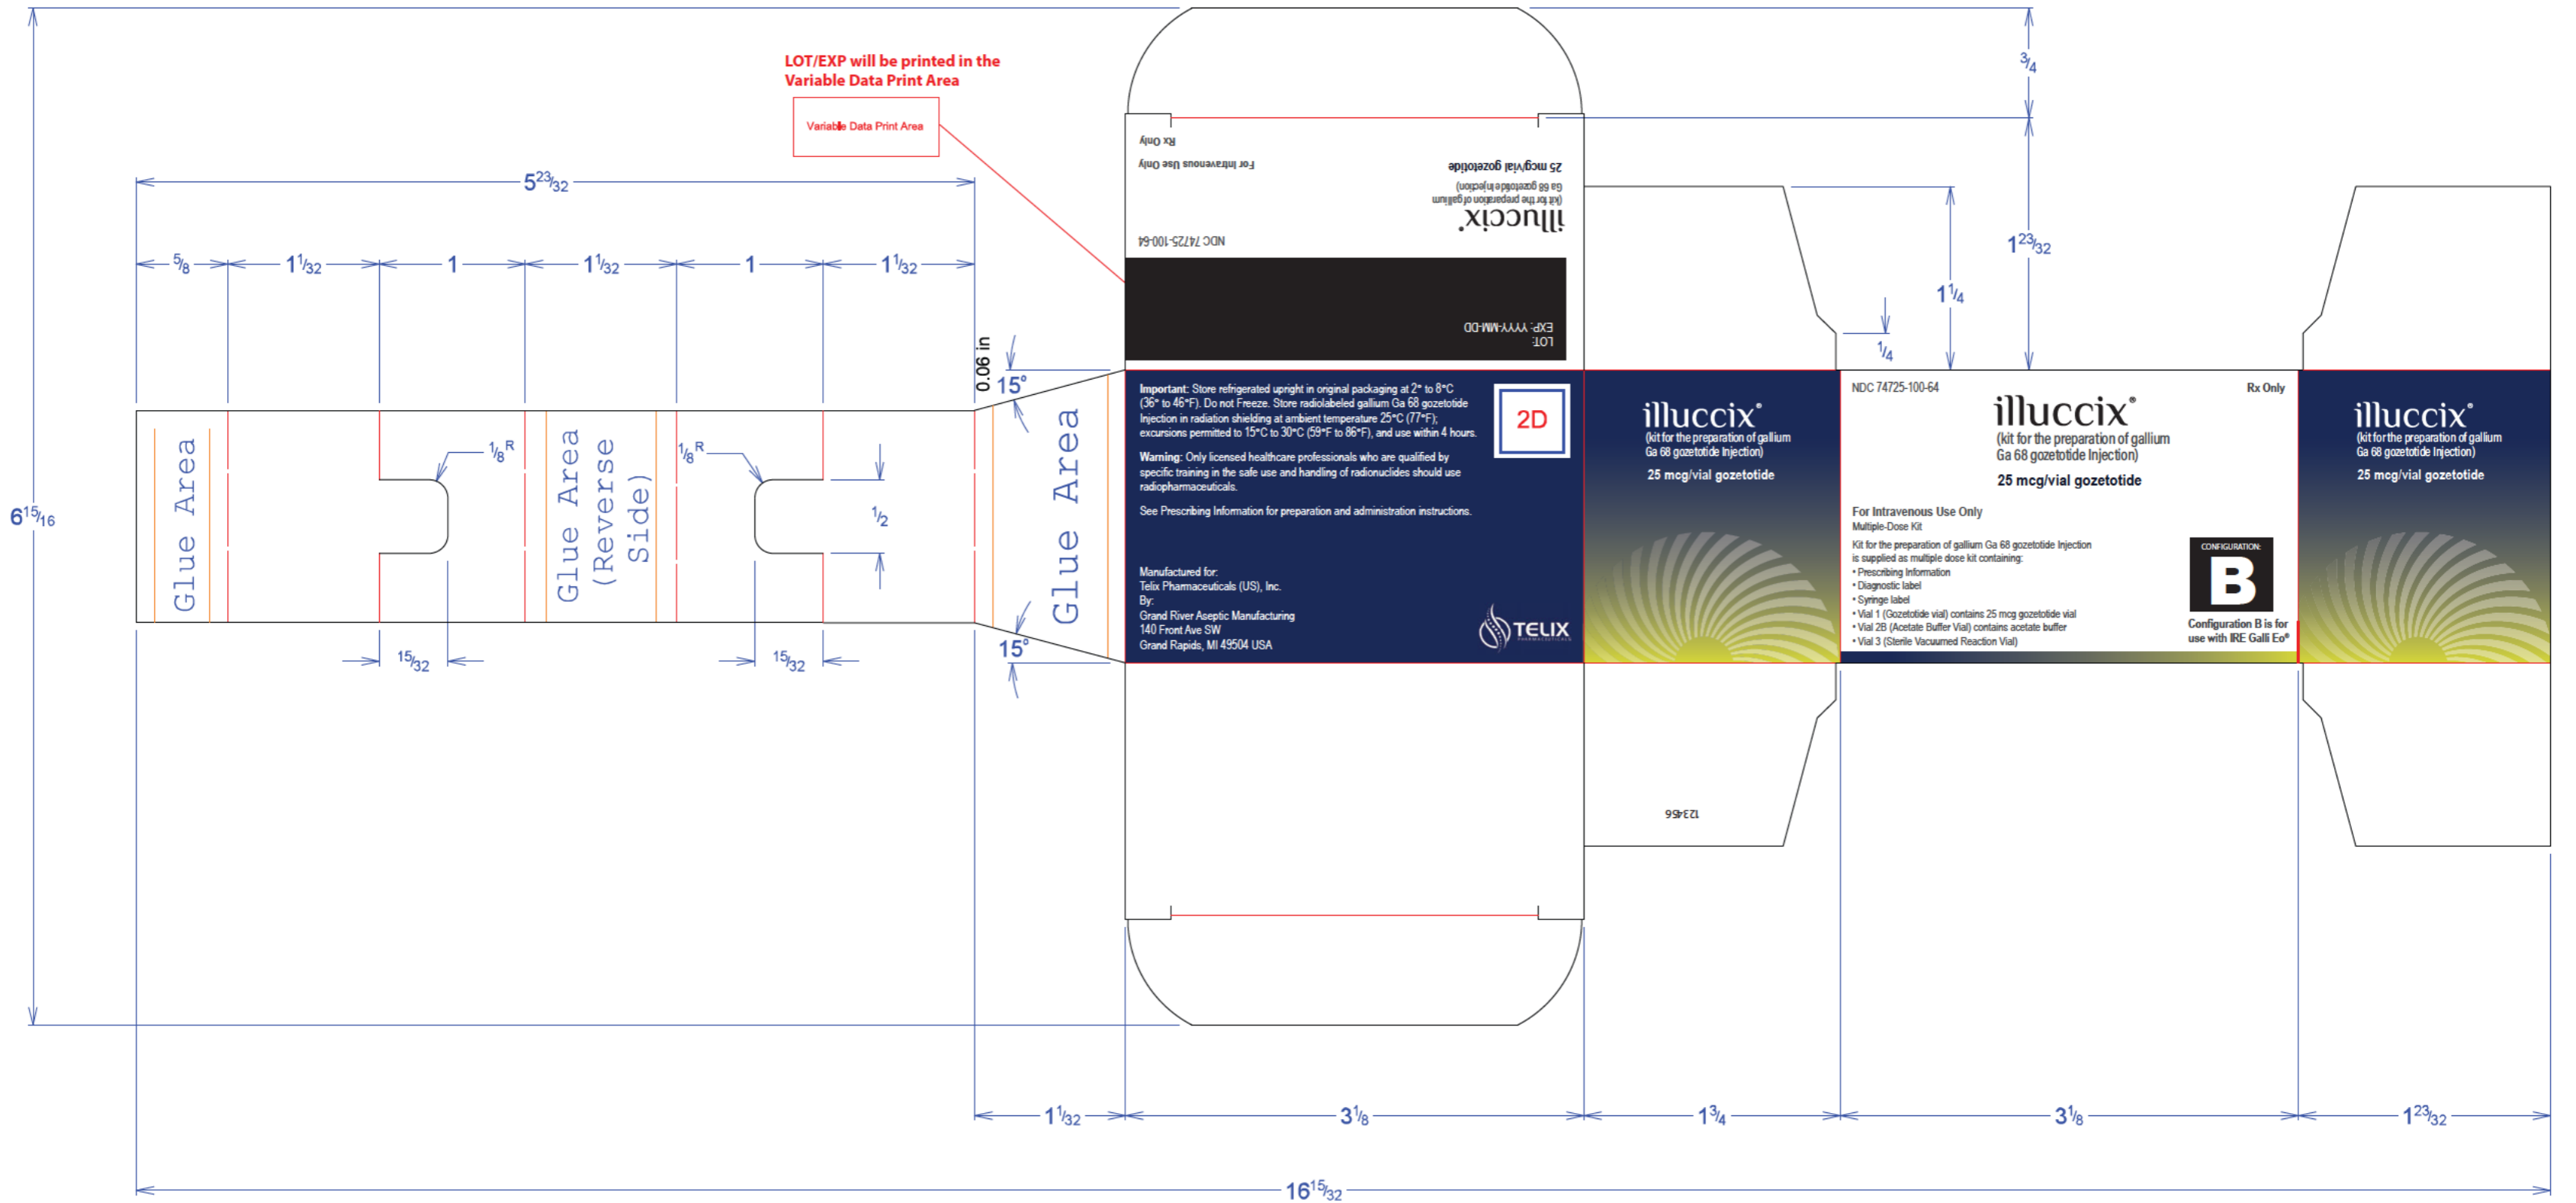 LOT/EXP will be printed in the
Variable Data Print Area
Variable Data Print Area
3/4
5 23/32
Rx Only
For Intravenous Use Only
25 mcg/vial gozetotide
Ga 68 gozetotide Injection)
(kit for the preparation of gallium
illuccix®
NDC 74725-100-64
1 23/32
5/8
1 1/32
1
1 1/32
1
1 1/32
1 1/4
1/4
EXP: YYYY-MM-DD
LOT:
0.06 in
15°
Glue Area
1/8 R
Glue Area
(Reverse
Side)
1/8 R
1/2
Glue Area
6 15/16
15/32
15/32
15°
Important: Store refrigerated upright in original packaging at 2° to 8°C
(36° to 46°F). Do not Freeze. Store radiolabeled gallium Ga 68 gozetotide
Injection in radiation shielding at ambient temperature 25°C (77°F);
excursions permitted to 15°C to 30°C (59°F to 86°F), and use within 4 hours.
Warning: Only licensed healthcare professionals who are qualified by
specific training in the safe use and handling of radionuclides should use
radiopharmaceuticals.
See Prescribing Information for preparation and administration instructions.
2D
Manufactured for:
Telix Pharmaceuticals (US), Inc.
By:
Grand River Aseptic Manufacturing
140 Front Ave SW
Grand Rapids, MI 49504 USA
TELIX
PHARMACEUTICALS
illuccix®
(kit for the preparation of gallium
Ga 68 gozetotide Injection)
25 mcg/vial gozetotide
NDC 74725-100-64
Rx Only
illuccix®
(kit for the preparation of gallium
Ga 68 gozetotide Injection)
25 mcg/vial gozetotide
For Intravenous Use Only
Multiple-Dose Kit
Kit for the preparation of gallium Ga 68 gozetotide Injection
is supplied as multiple dose kit containing:
• Prescribing Information
• Diagnostic label
• Syringe label
• Vial 1 (Gozetotide vial) contains 25 mcg gozetotide vial
• Vial 2B (Acetate Buffer Vial) contains acetate buffer
• Vial 3 (Sterile Vacuumed Reaction Vial)
CONFIGURATION:
B
Configuration B is for
use with IRE Galli Eo®
illuccix®
(kit for the preparation of gallium
Ga 68 gozetotide Injection)
25 mcg/vial gozetotide
123456
1 1/32
3 1/8
1 3/4
3 1/8
1 23/32
16 15/32